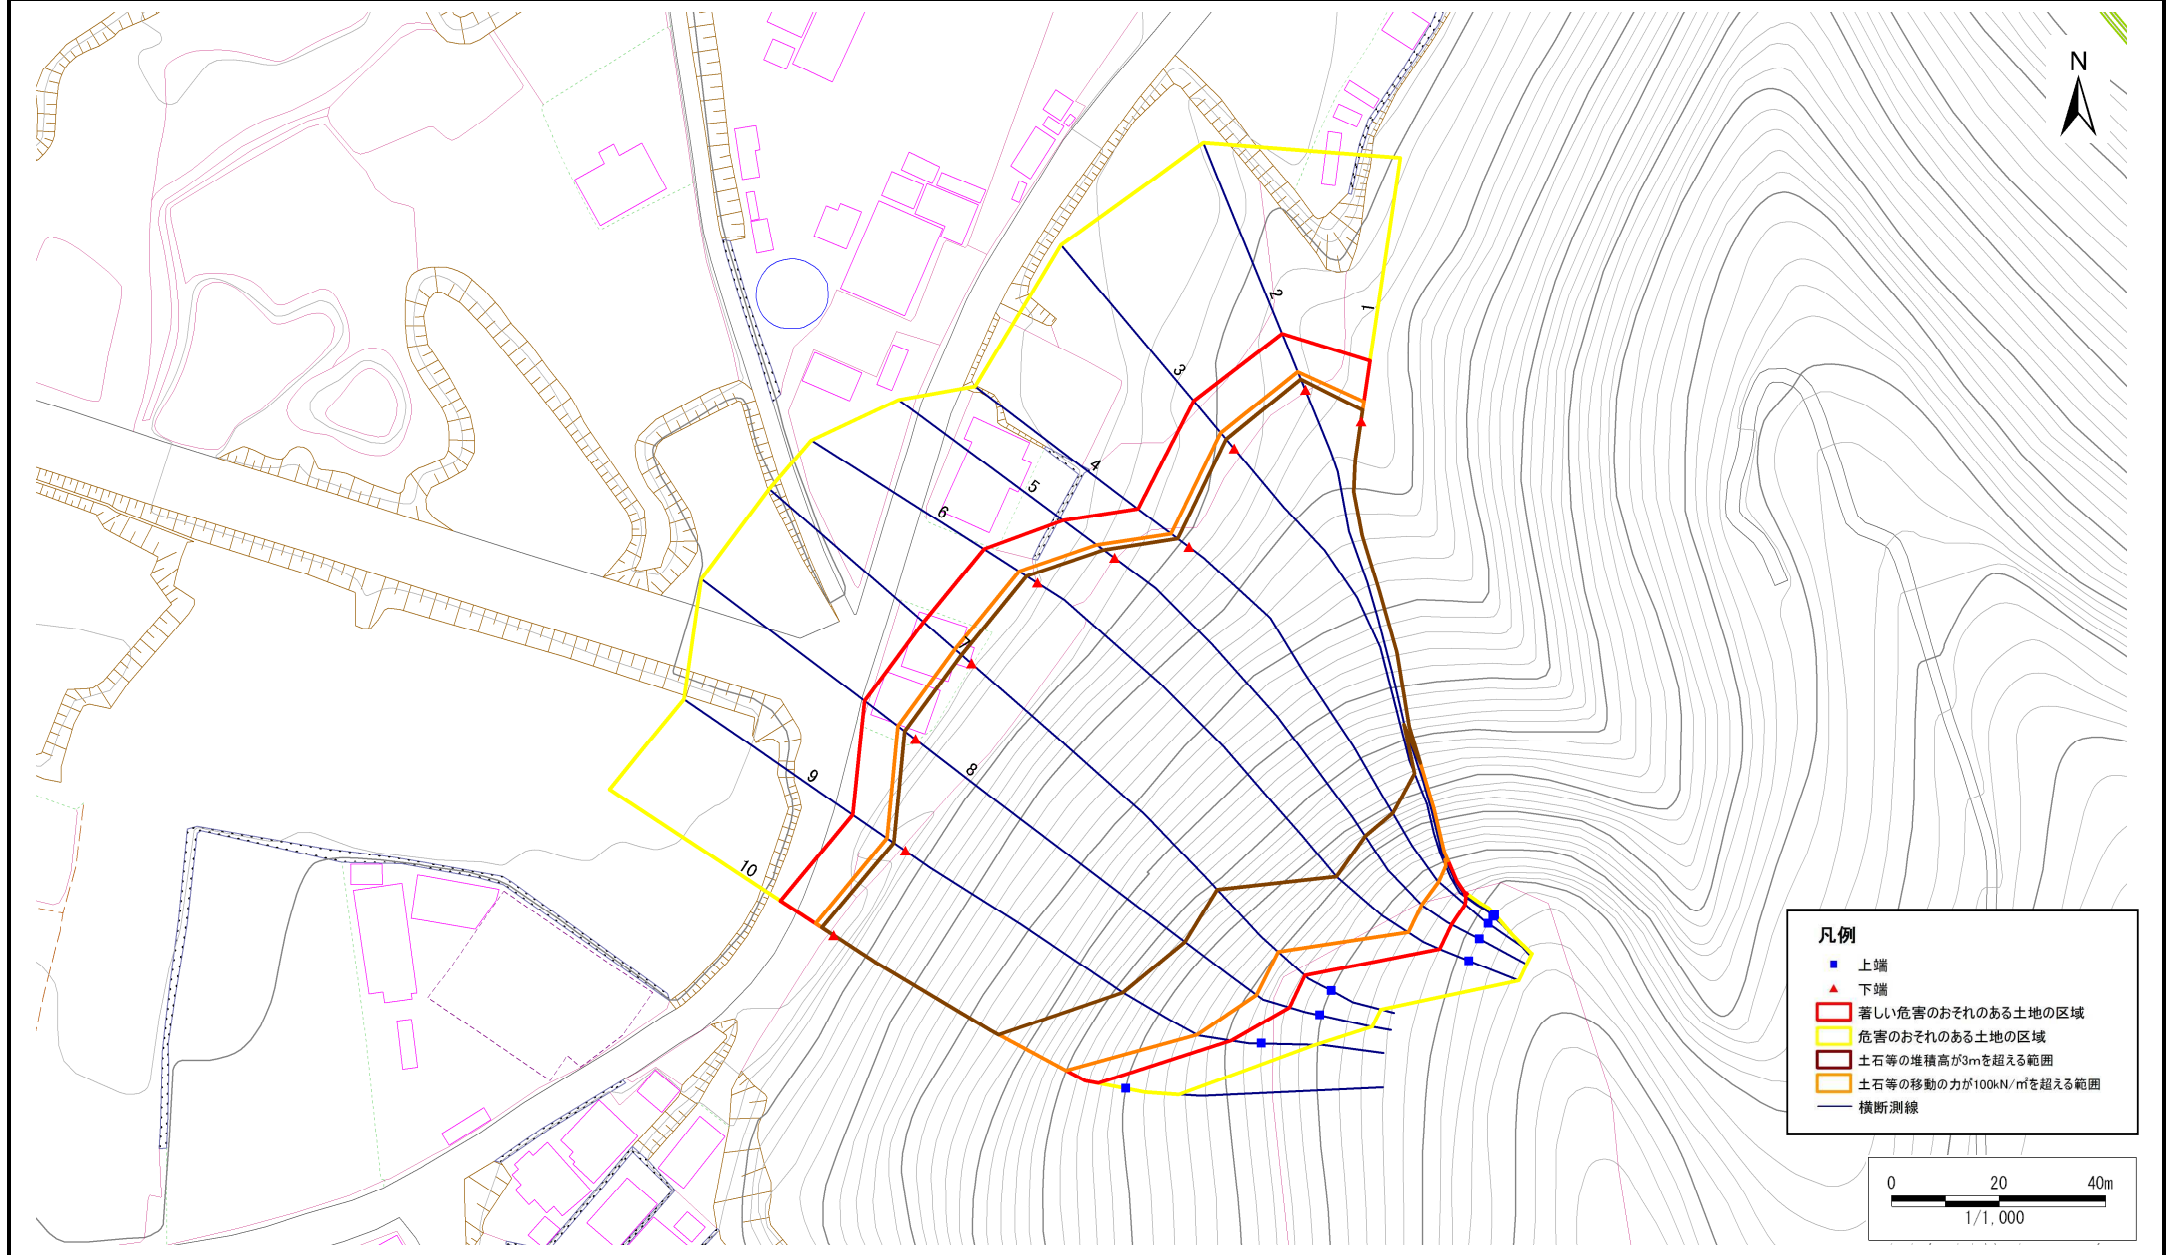 N
1
2
3
4
5
6
7
8
9
10
凡例
上端
下端
著しい危害のおそれのある土地の区域
危害のおそれのある土地の区域
土石等の堆積高が3mを超える範囲
土石等の移動の力が100kN/㎡を超える範囲
横断測線
0 20 40m
1/1,000